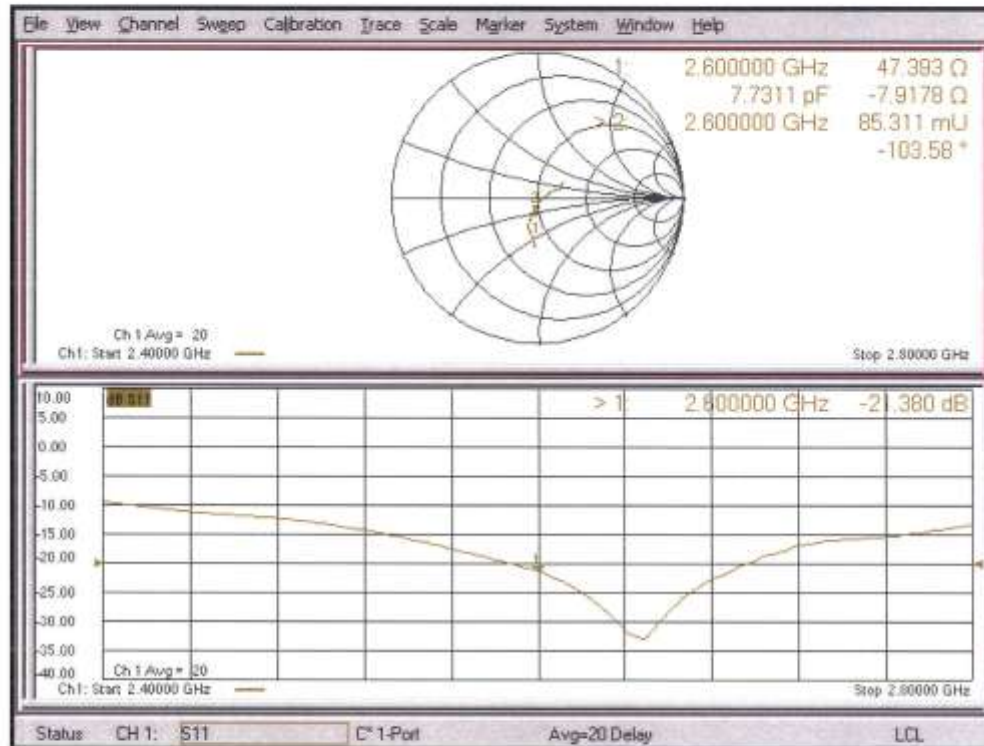 File View Channel Sweep Calibration Trace Scale Marker System Window Help
1: 2.600000 GHz 47.393 Ω
7.7311 pF -7.9178 Ω
> 2: 2.600000 GHz 85.311 mU
-103.58 °
Ch 1 Avg = 20
Ch1: Start 2.40000 GHz Stop 2.80000 GHz
10.00 dB S11 > 1: 2.600000 GHz -21.380 dB
5.00
0.00
-5.00
-10.00
-15.00
-20.00
-25.00
-30.00
-35.00
-40.00 Ch 1 Avg = 20
Ch1: Start 2.40000 GHz Stop 2.80000 GHz
Status CH 1: S11 C* 1-Port Avg=20 Delay LCL